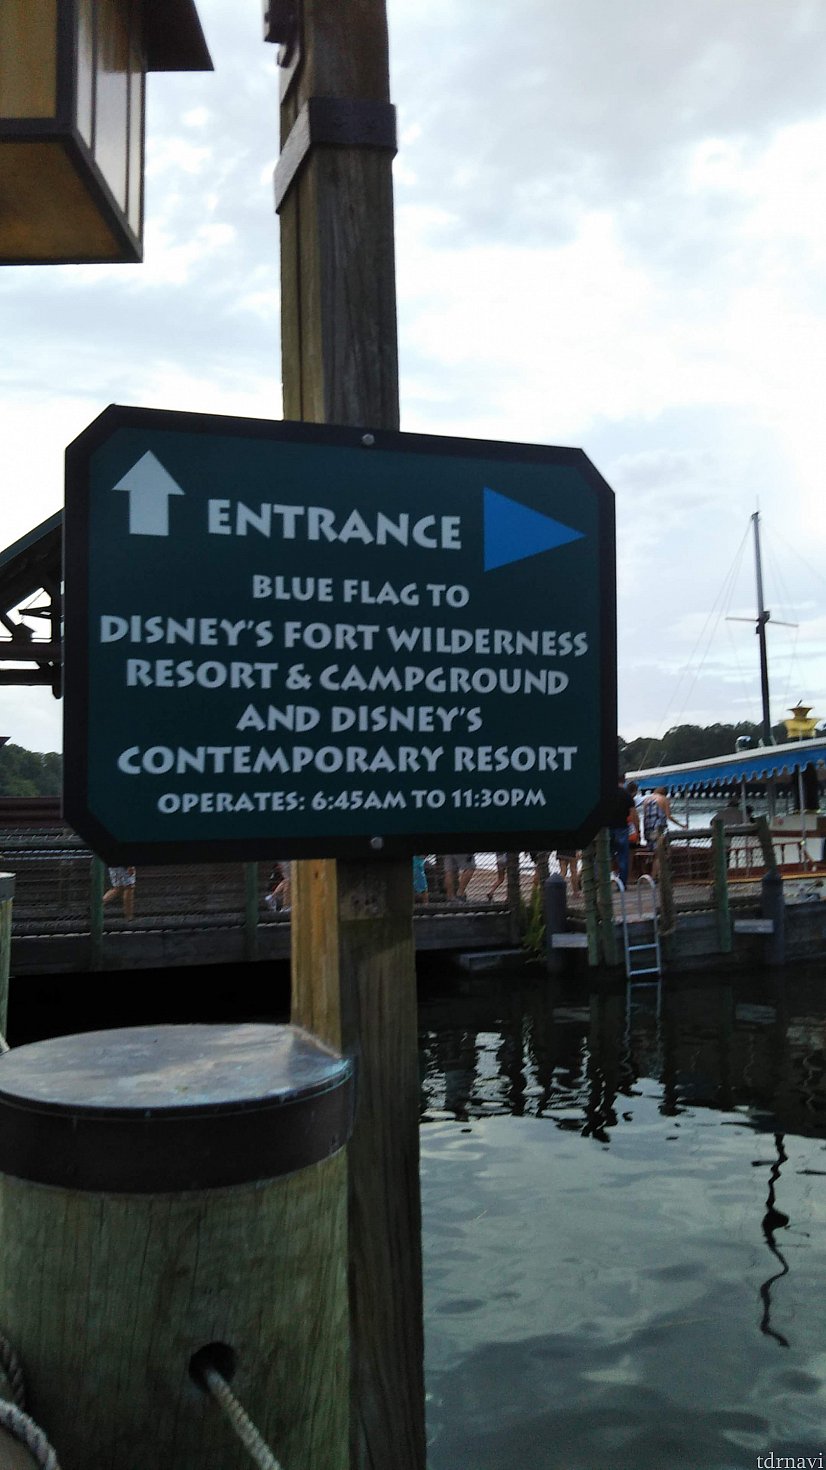 ENTRANCE
BLUE FLAG TO
DISNEY'S FORT WILDERNESS
RESORT & CAMPGROUND
AND DISNEY'S
CONTEMPORARY RESORT
OPERATES: 6:45AM TO 11:30PM
tdrnavi